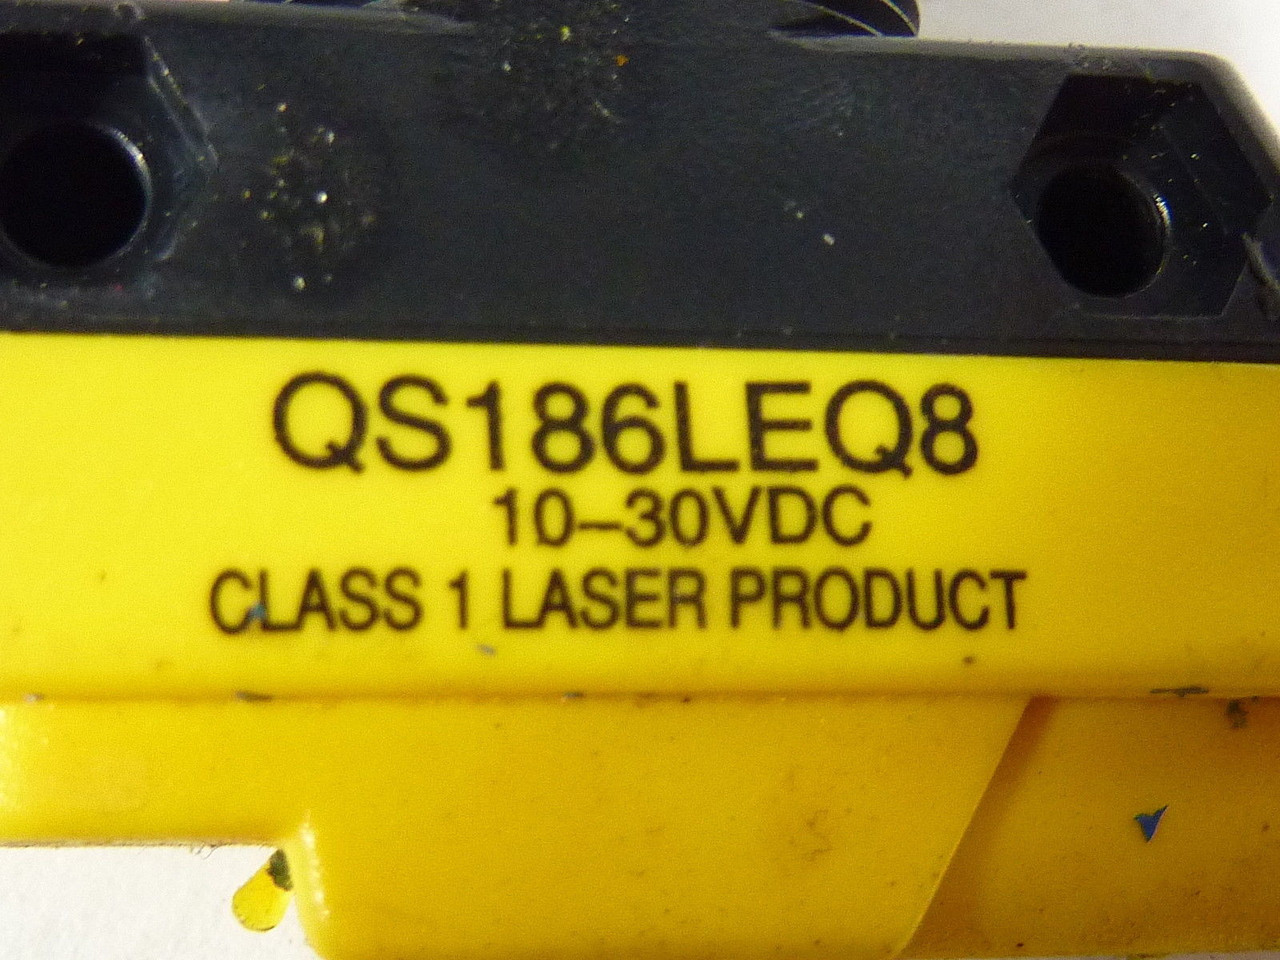 QS186LEQ8
10-30VDC
CLASS 1 LASER PRODUCT